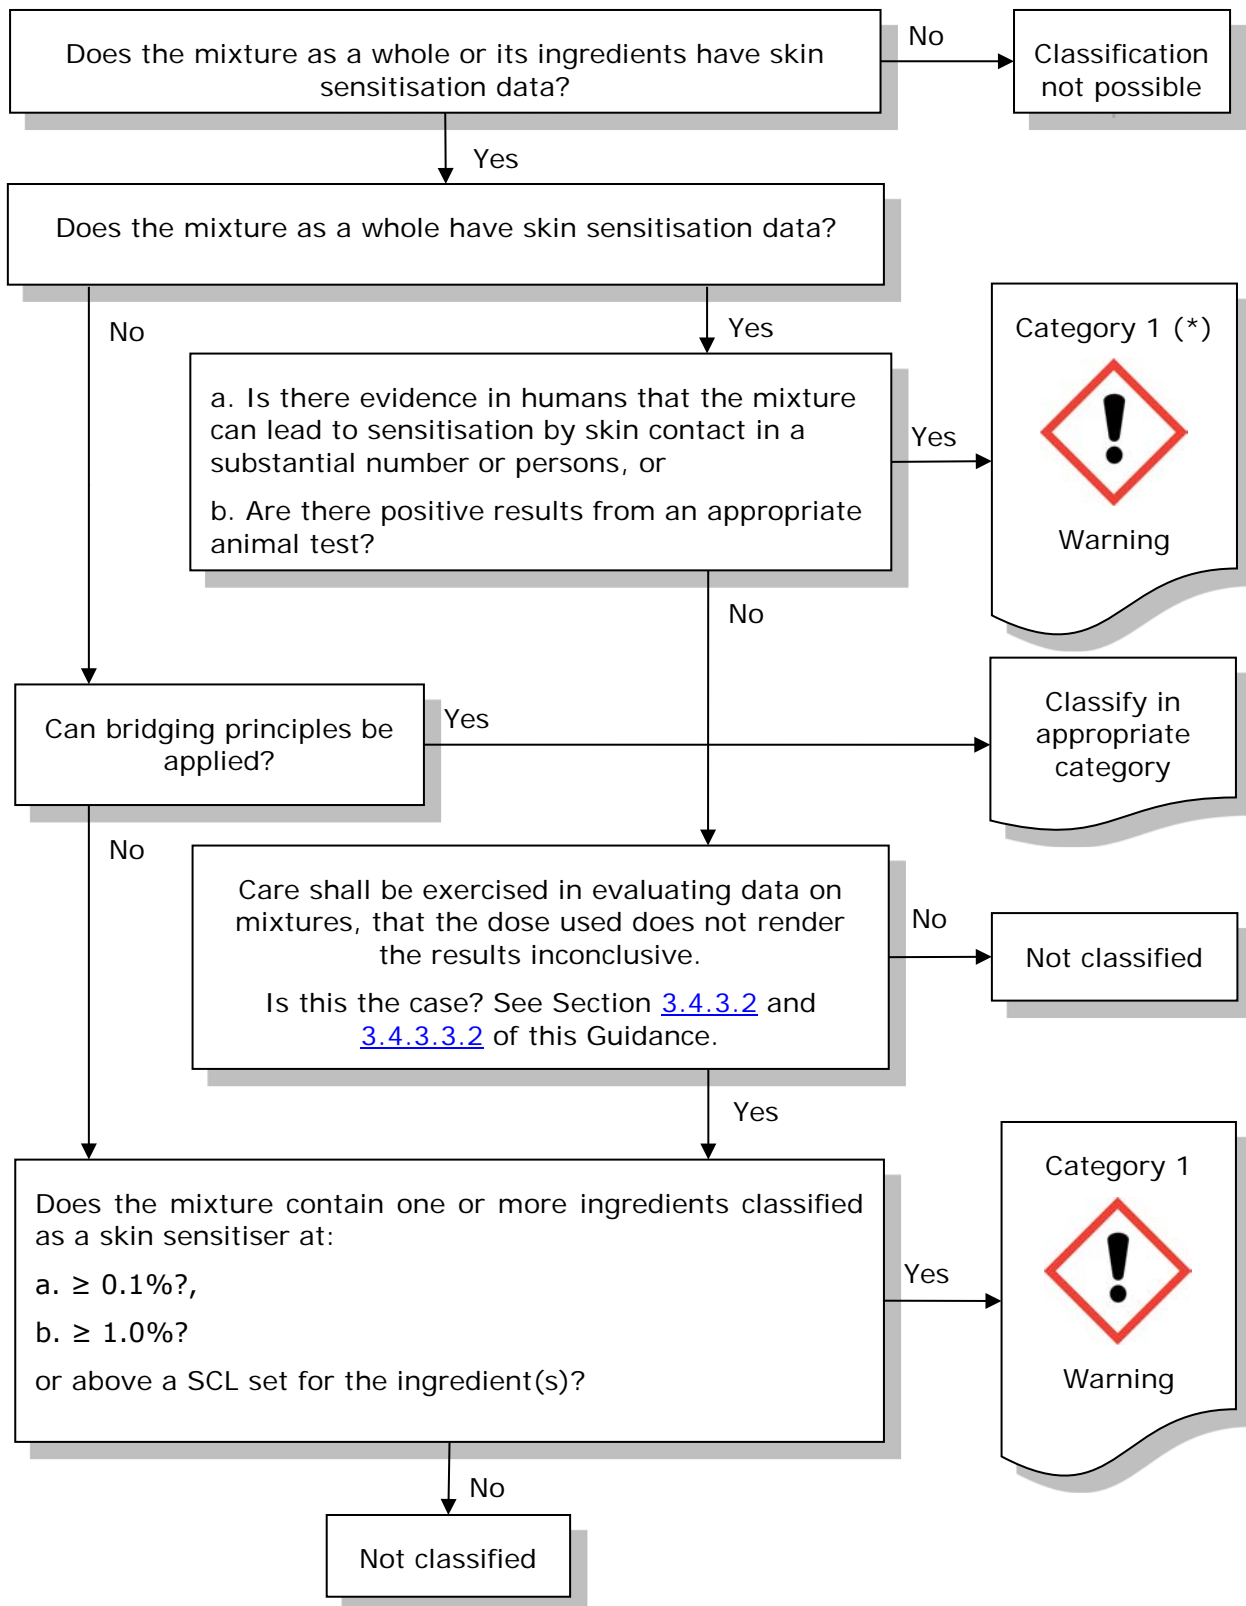 Does the mixture as a whole or its ingredients have skin
sensitisation data?
No
Classification
not possible
Yes
Does the mixture as a whole have skin sensitisation data?
No
Yes
a. Is there evidence in humans that the mixture
can lead to sensitisation by skin contact in a
substantial number or persons, or
b. Are there positive results from an appropriate
animal test?
Yes
Category 1 (*)
Warning
No
Can bridging principles be
applied?
Yes
Classify in
appropriate
category
No
Care shall be exercised in evaluating data on
mixtures, that the dose used does not render
the results inconclusive.
Is this the case? See Section 3.4.3.2 and
3.4.3.3.2 of this Guidance.
No
Not classified
Yes
Does the mixture contain one or more ingredients classified
as a skin sensitiser at:
a. ≥ 0.1%?,
b. ≥ 1.0%?
or above a SCL set for the ingredient(s)?
Yes
Category 1
Warning
No
Not classified